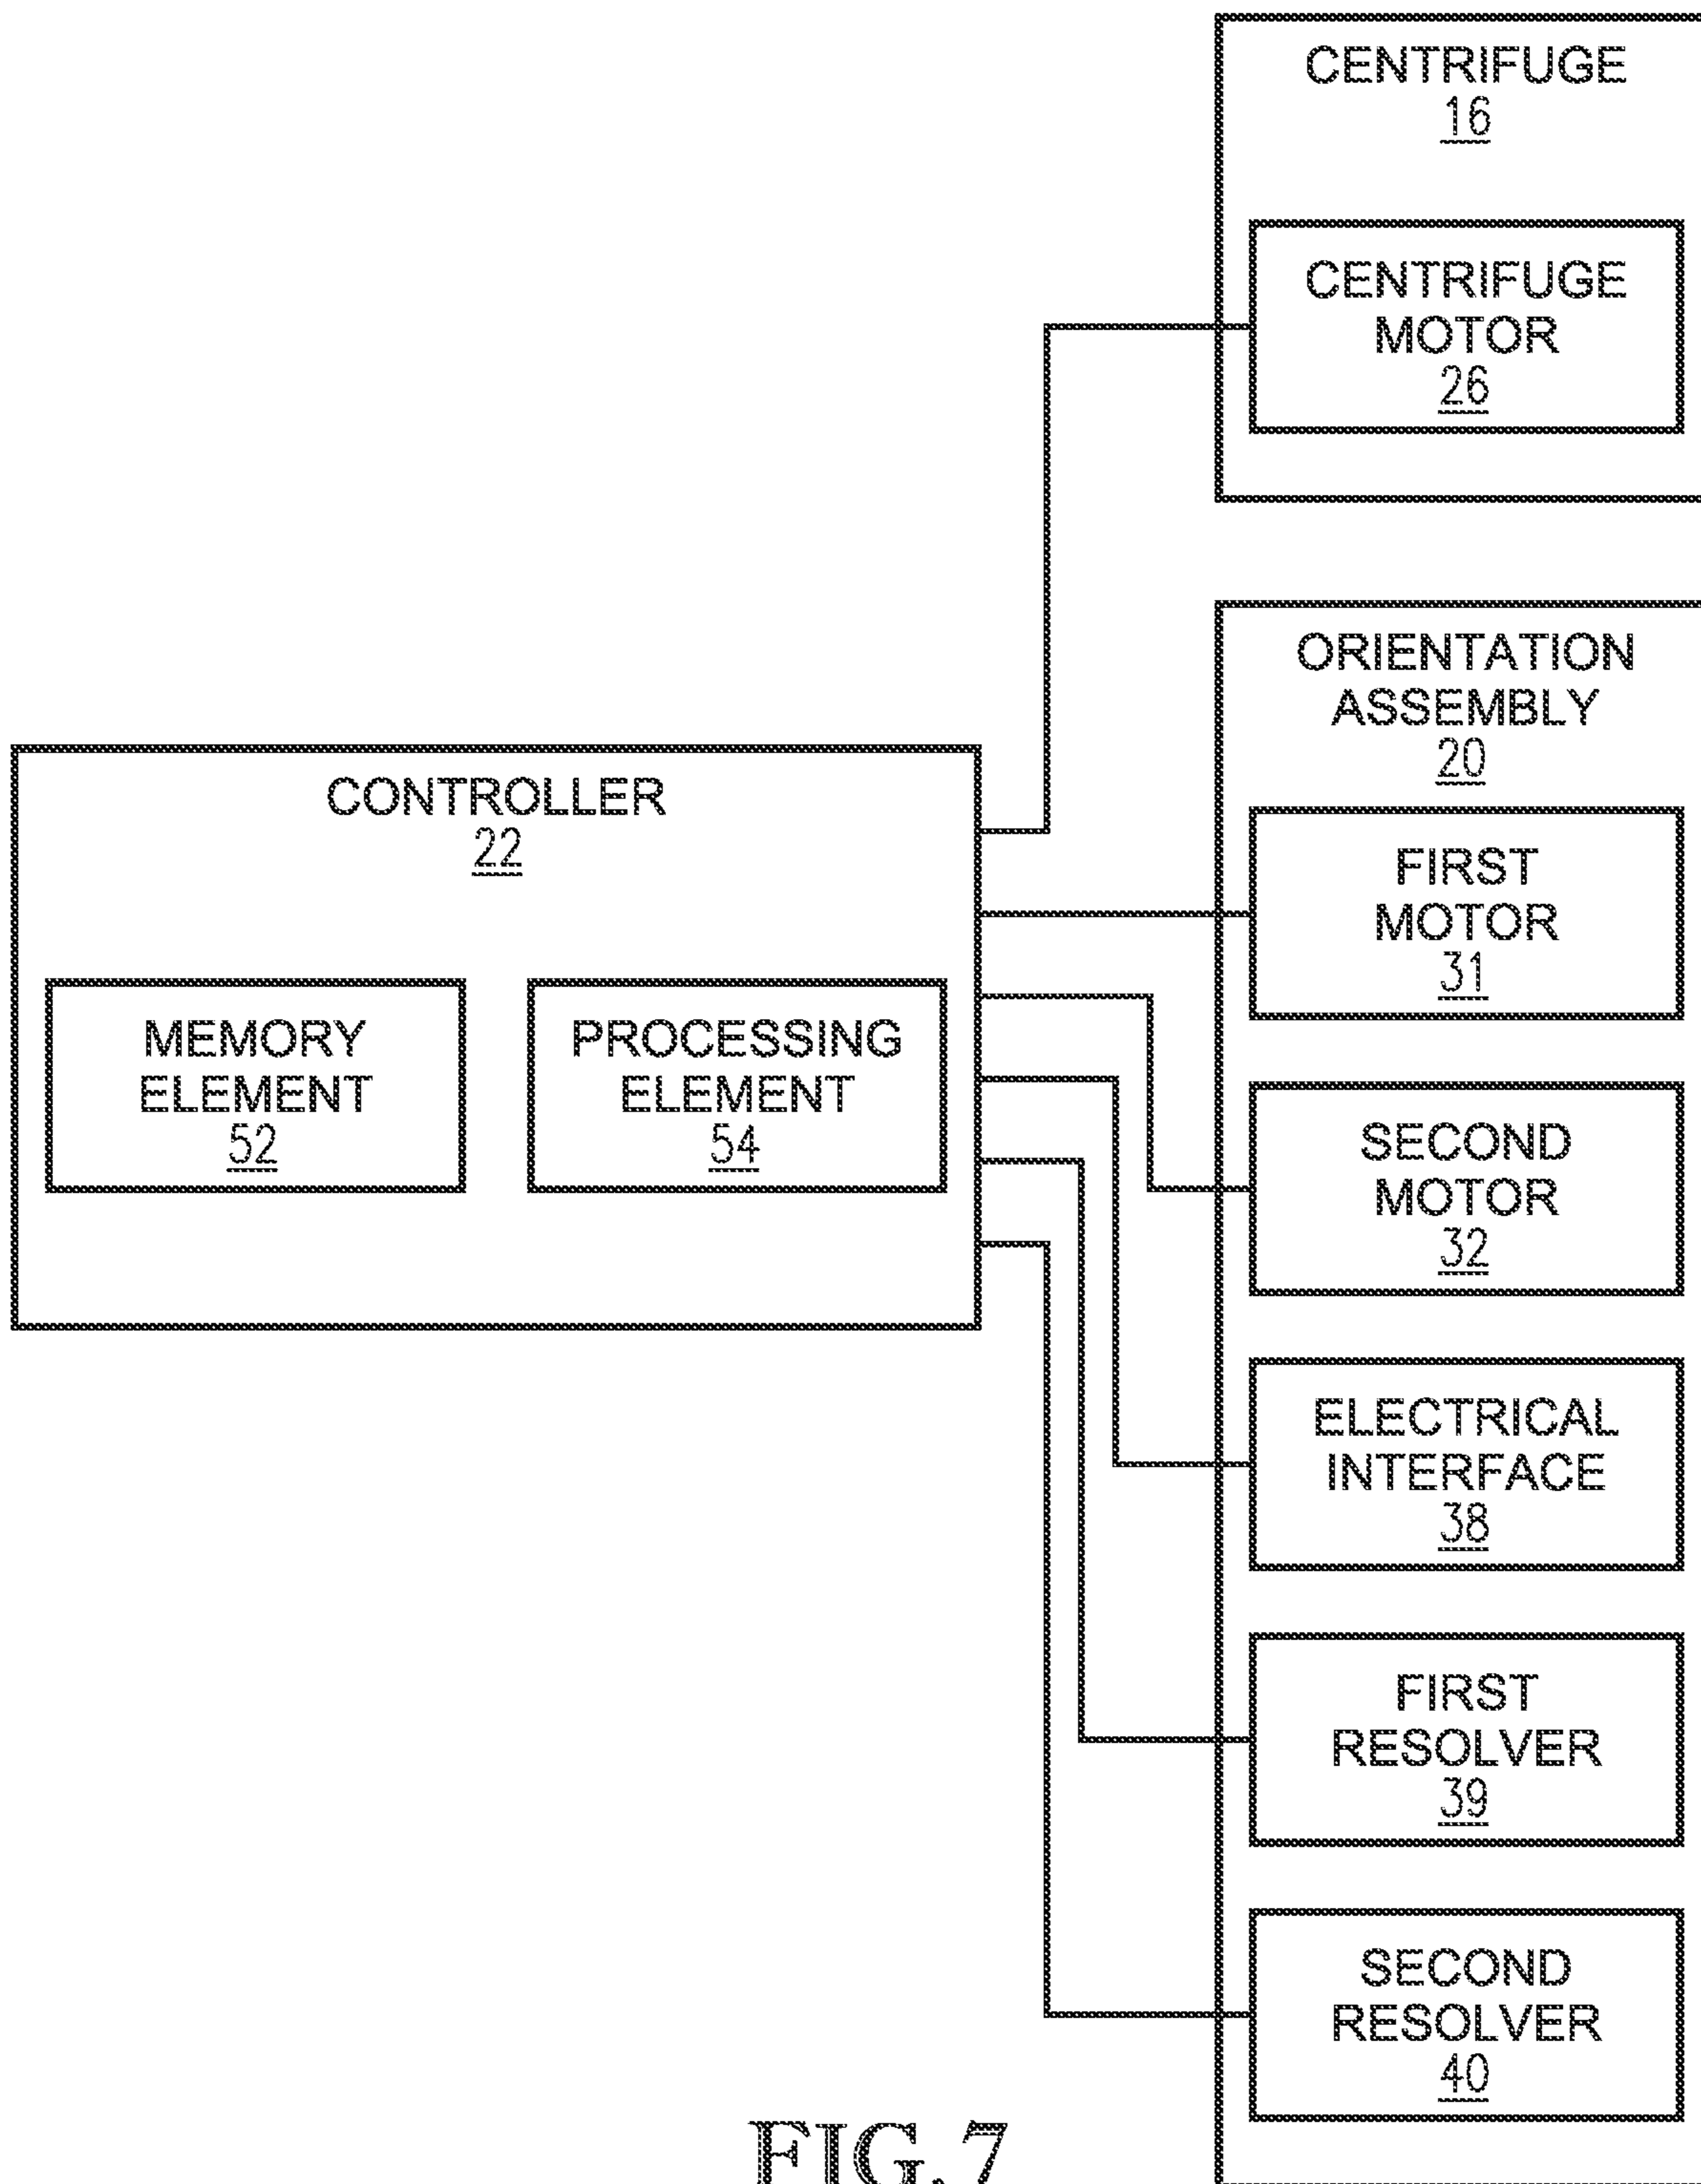 CENTRIFUGE
16
CENTRIFUGE
MOTOR
26
ORIENTATION
ASSEMBLY
20
CONTROLLER
22
FIRST
MOTOR
31
MEMORY
ELEMENT
52
PROCESSING
ELEMENT
54
SECOND
MOTOR
32
ELECTRICAL
INTERFACE
38
FIRST
RESOLVER
39
SECOND
RESOLVER
40
FIG. 7